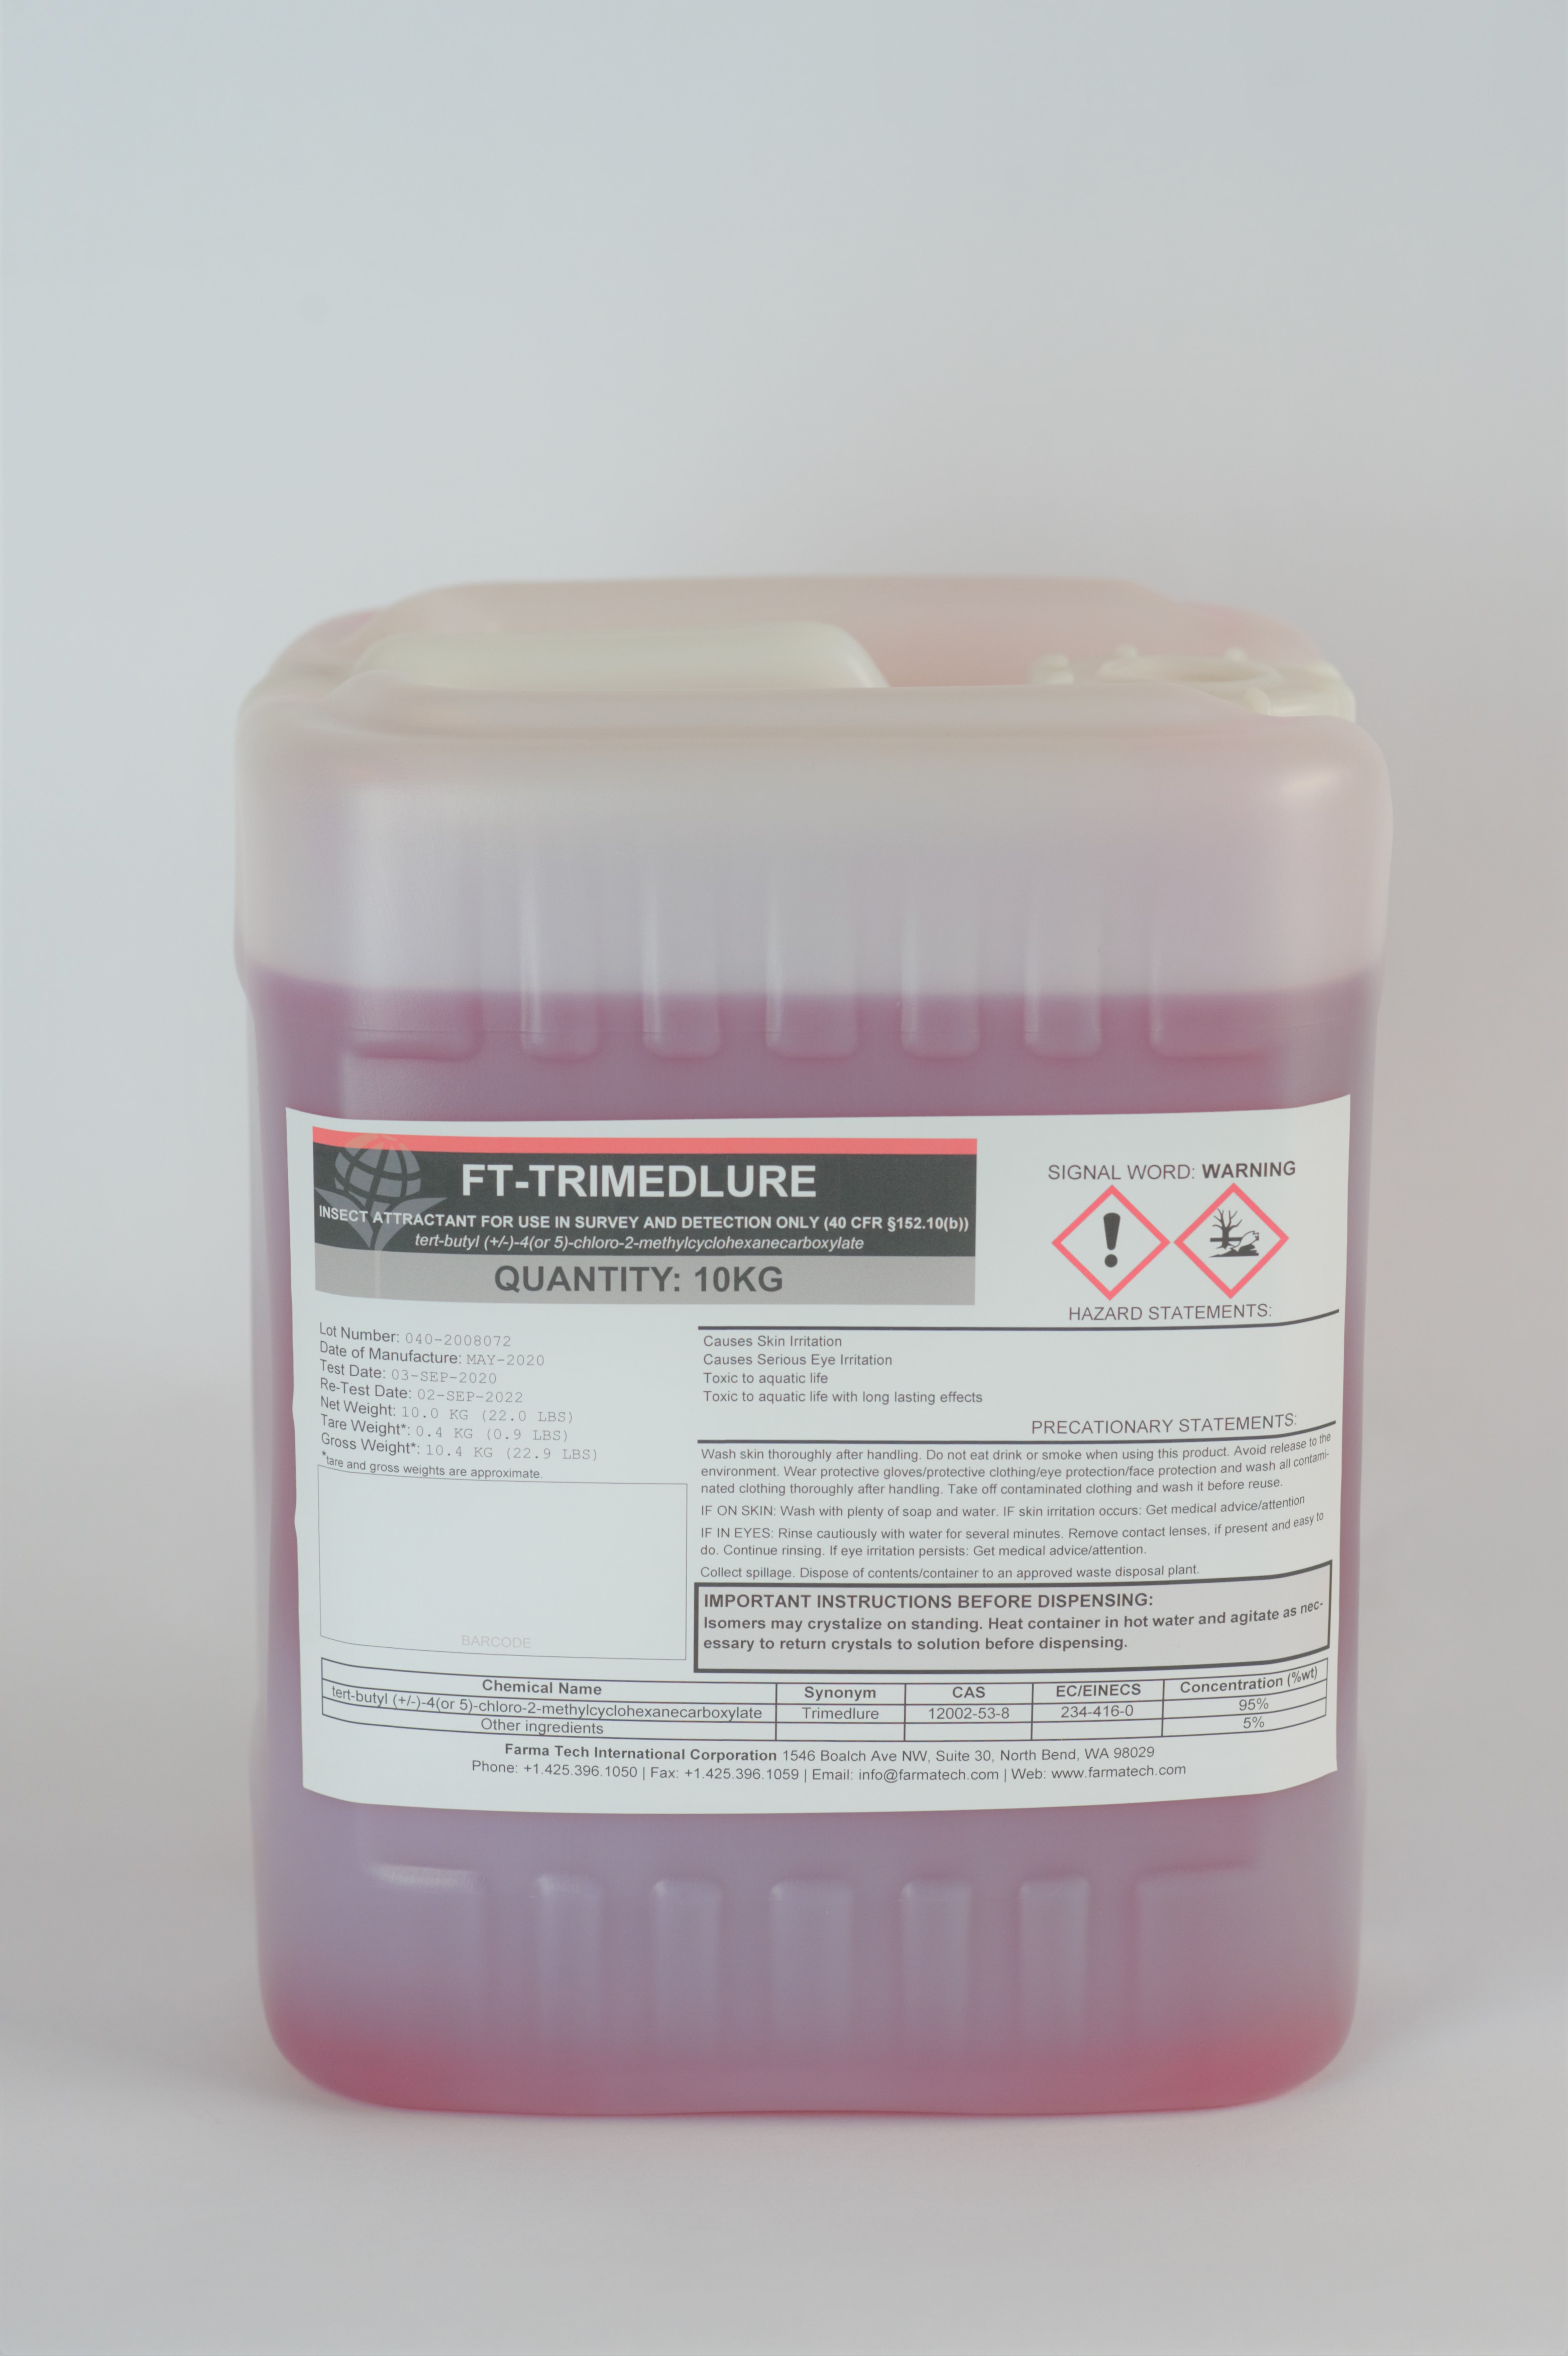 FT-TRIMEDLURE
INSECT ATTRACTANT FOR USE IN SURVEY AND DETECTION ONLY (40 CFR §152.10(b))
tert-butyl (+/-)-4(or 5)-chloro-2-methylcyclohexanecarboxylate
QUANTITY: 10KG
SIGNAL WORD: WARNING
HAZARD STATEMENTS:
Causes Skin Irritation
Causes Serious Eye Irritation
Toxic to aquatic life
Toxic to aquatic life with long lasting effects
Lot Number: 040-2008072
Date of Manufacture: MAY-2020
Test Date: 03-SEP-2020
Re-Test Date: 02-SEP-2022
Net Weight: 10.0 KG (22.0 LBS)
Tare Weight*: 0.4 KG (0.9 LBS)
Gross Weight*: 10.4 KG (22.9 LBS)
*tare and gross weights are approximate.
BARCODE
PRECATIONARY STATEMENTS:
Wash skin thoroughly after handling. Do not eat drink or smoke when using this product. Avoid release to the
environment. Wear protective gloves/protective clothing/eye protection/face protection and wash all contami-
nated clothing thoroughly after handling. Take off contaminated clothing and wash it before reuse.
IF ON SKIN: Wash with plenty of soap and water. IF skin irritation occurs: Get medical advice/attention
IF IN EYES: Rinse cautiously with water for several minutes. Remove contact lenses, if present and easy to
do. Continue rinsing. If eye irritation persists: Get medical advice/attention.
Collect spillage. Dispose of contents/container to an approved waste disposal plant.
IMPORTANT INSTRUCTIONS BEFORE DISPENSING:
Isomers may crystalize on standing. Heat container in hot water and agitate as nec-
essary to return crystals to solution before dispensing.
Chemical Name Synonym CAS EC/EINECS Concentration (%wt)
tert-butyl (+/-)-4(or 5)-chloro-2-methylcyclohexanecarboxylate Trimedlure 12002-53-8 234-416-0 95%
Other ingredients 5%
Farma Tech International Corporation 1546 Boalch Ave NW, Suite 30, North Bend, WA 98029
Phone: +1.425.396.1050 | Fax: +1.425.396.1059 | Email: info@farmatech.com | Web: www.farmatech.com